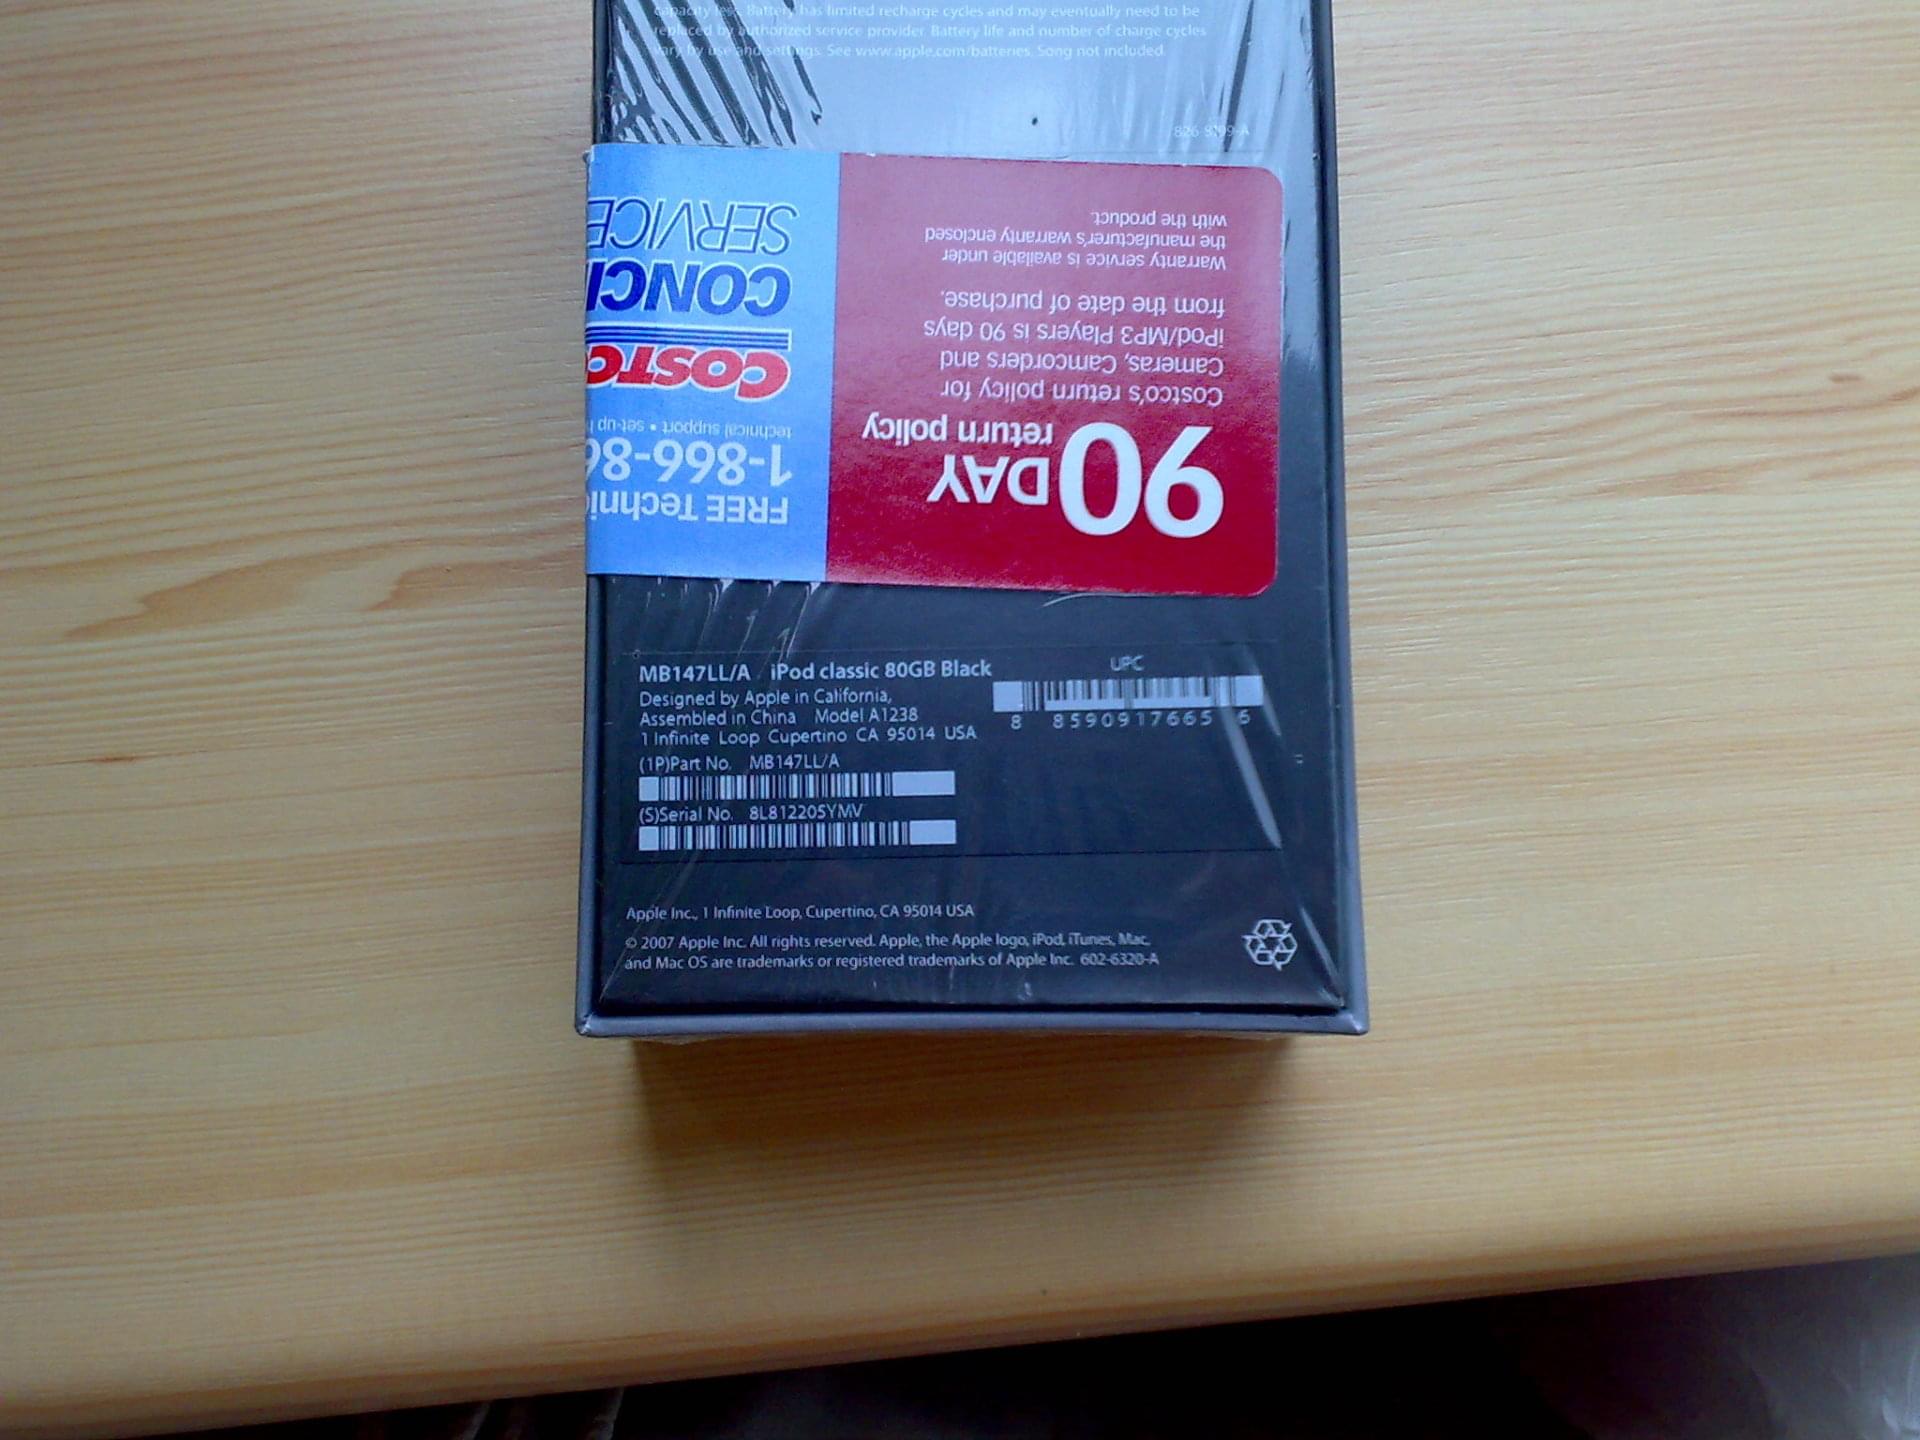 capacity less. Battery has limited recharge cycles and may eventually need to be
replaced by authorized service provider. Battery life and number of charge cycles
vary by use and settings. See www.apple.com/batteries. Song not included.
826-9109-A
90 DAY
return policy
Costco's return policy for
Cameras, Camcorders and
iPod/MP3 Players is 90 days
from the date of purchase.
Warranty service is available under
the manufacturer's warranty enclosed
with the product.
FREE Techni
1-866-86
technical support • set-up h
COSTCO
CONCI
SERVICE
MB147LL/A iPod classic 80GB Black
Designed by Apple in California,
Assembled in China Model A1238
1 Infinite Loop Cupertino CA 95014 USA
(1P)Part No. MB147LL/A
(S)Serial No. 8L812205YMV
UPC
8 8590917665 6
Apple Inc., 1 Infinite Loop, Cupertino, CA 95014 USA
© 2007 Apple Inc. All rights reserved. Apple, the Apple logo, iPod, iTunes, Mac,
and Mac OS are trademarks or registered trademarks of Apple Inc. 602-6320-A